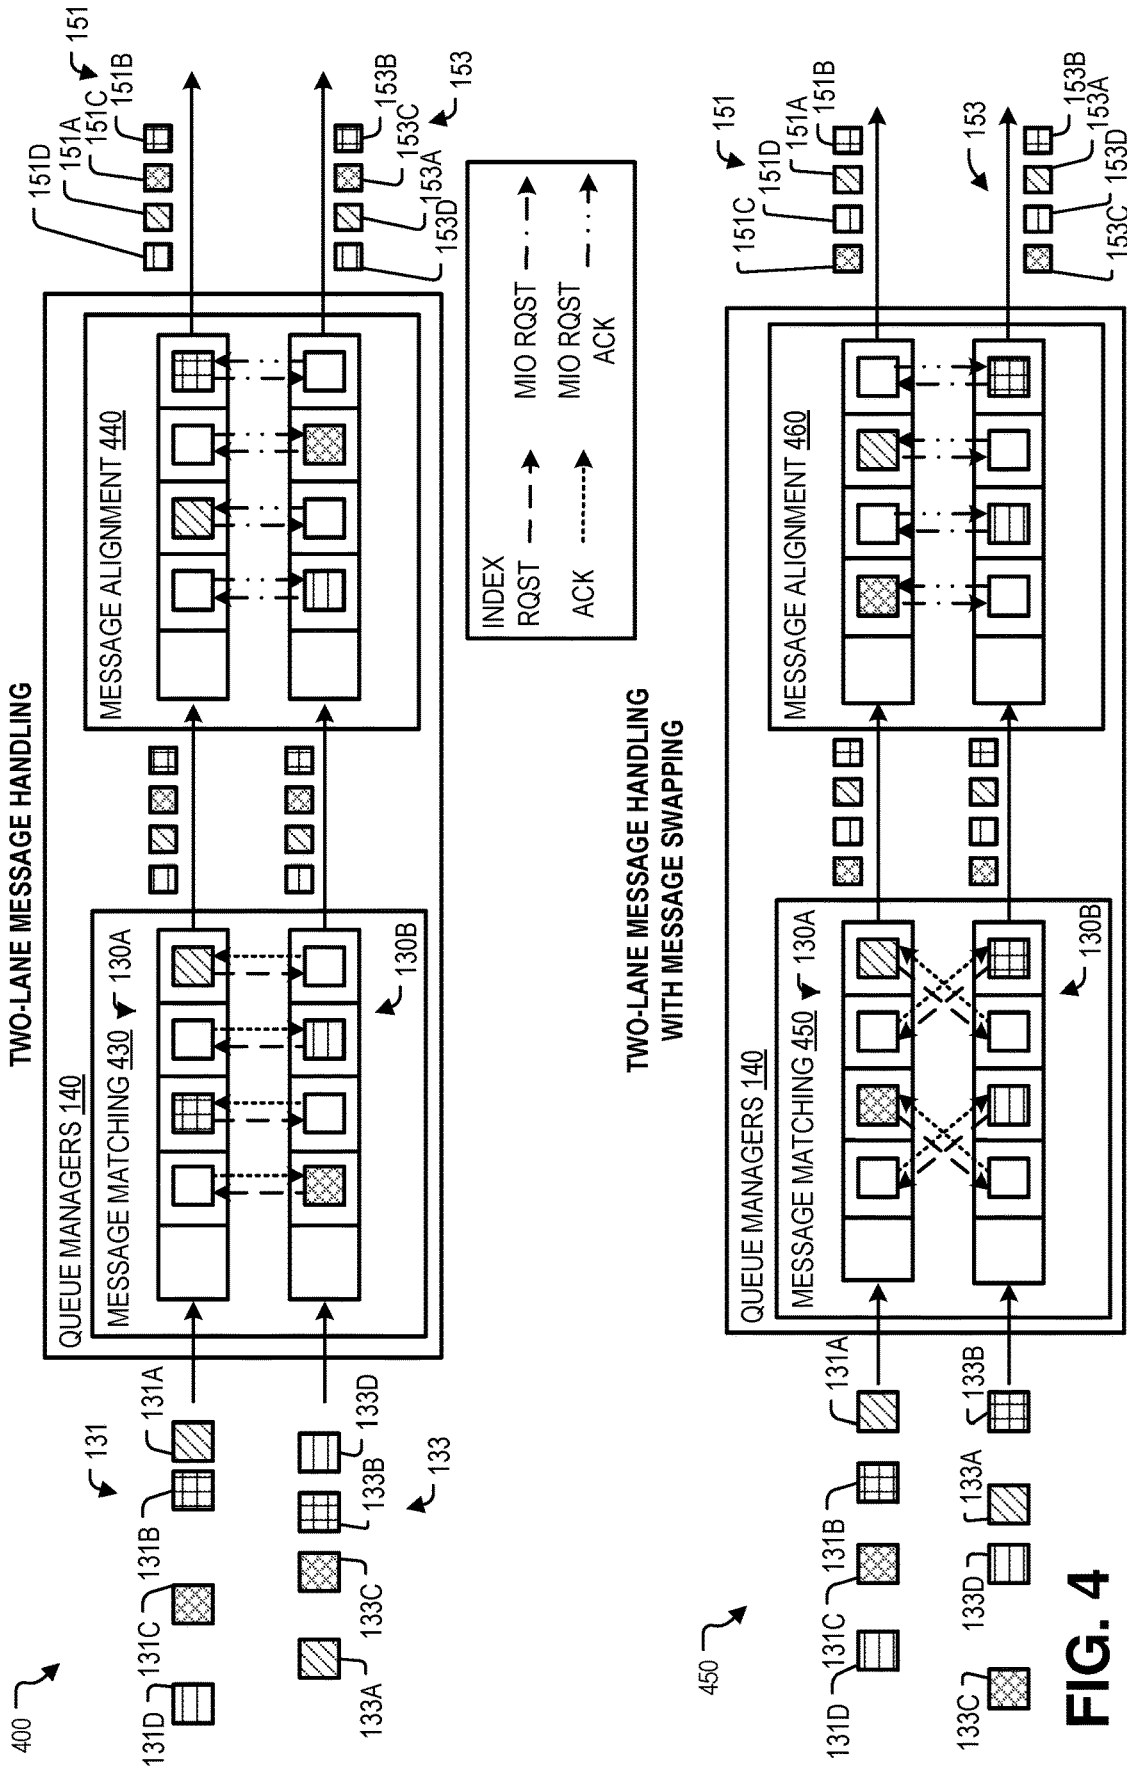 TWO-LANE MESSAGE HANDLING
400
131
131D
131C
131B
131A
133A
133C
133B
133D
133
QUEUE MANAGERS 140
MESSAGE MATCHING 430
130A
130B
MESSAGE ALIGNMENT 440
151D
151A
151C
151B
151
153D
153A
153C
153B
153
INDEX
RQST
MIO RQST
ACK
MIO RQST
ACK
TWO-LANE MESSAGE HANDLING
WITH MESSAGE SWAPPING
450
131D
131C
131B
131A
133C
133D
133A
133B
QUEUE MANAGERS 140
MESSAGE MATCHING 450
130A
130B
MESSAGE ALIGNMENT 460
151C
151D
151A
151B
151
153
153C
153D
153A
153B
FIG. 4